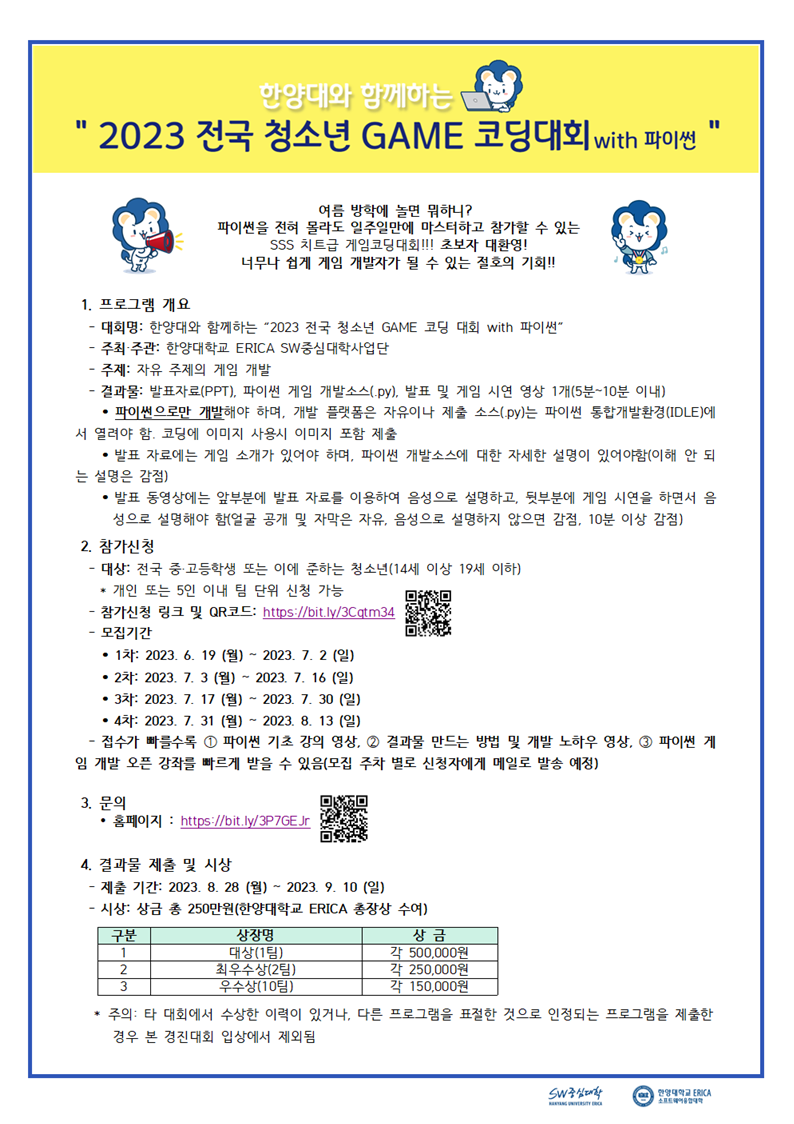 한양대와 함께하는
" 2023 전국 청소년 GAME 코딩대회 with 파이썬 "
여름 방학에 놀면 뭐하니?
파이썬을 전혀 몰라도 일주일만에 마스터하고 참가할 수 있는
SSS 치트급 게임코딩대회!!! 초보자 대환영!
너무나 쉽게 게임 개발자가 될 수 있는 절호의 기회!!
1. 프로그램 개요
- 대회명: 한양대와 함께하는 “2023 전국 청소년 GAME 코딩 대회 with 파이썬”
- 주최·주관: 한양대학교 ERICA SW중심대학사업단
- 주제: 자유 주제의 게임 개발
- 결과물: 발표자료(PPT), 파이썬 게임 개발소스(.py), 발표 및 게임 시연 영상 1개(5분~10분 이내)
• 파이썬으로만 개발해야 하며, 개발 플랫폼은 자유이나 제출 소스(.py)는 파이썬 통합개발환경(IDLE)에
서 열려야 함. 코딩에 이미지 사용시 이미지 포함 제출
• 발표 자료에는 게임 소개가 있어야 하며, 파이썬 개발소스에 대한 자세한 설명이 있어야함(이해 안 되
는 설명은 감점)
• 발표 동영상에는 앞부분에 발표 자료를 이용하여 음성으로 설명하고, 뒷부분에 게임 시연을 하면서 음
성으로 설명해야 함(얼굴 공개 및 자막은 자유, 음성으로 설명하지 않으면 감점, 10분 이상 감점)
2. 참가신청
- 대상: 전국 중·고등학생 또는 이에 준하는 청소년(14세 이상 19세 이하)
* 개인 또는 5인 이내 팀 단위 신청 가능
- 참가신청 링크 및 QR코드: https://bit.ly/3Cqtm34
- 모집기간
• 1차: 2023. 6. 19 (월) ~ 2023. 7. 2 (일)
• 2차: 2023. 7. 3 (월) ~ 2023. 7. 16 (일)
• 3차: 2023. 7. 17 (월) ~ 2023. 7. 30 (일)
• 4차: 2023. 7. 31 (월) ~ 2023. 8. 13 (일)
- 접수가 빠를수록 ① 파이썬 기초 강의 영상, ② 결과물 만드는 방법 및 개발 노하우 영상, ③ 파이썬 게
임 개발 오픈 강좌를 빠르게 받을 수 있음(모집 주차 별로 신청자에게 메일로 발송 예정)
3. 문의
• 홈페이지 : https://bit.ly/3P7GEJr
4. 결과물 제출 및 시상
- 제출 기간: 2023. 8. 28 (월) ~ 2023. 9. 10 (일)
- 시상: 상금 총 250만원(한양대학교 ERICA 총장상 수여)
구분 상장명 상 금
1 대상(1팀) 각 500,000원
2 최우수상(2팀) 각 250,000원
3 우수상(10팀) 각 150,000원
* 주의: 타 대회에서 수상한 이력이 있거나, 다른 프로그램을 표절한 것으로 인정되는 프로그램을 제출한
경우 본 경진대회 입상에서 제외됨
SW중심대학
HANYANG UNIVERSITY ERICA
한양대학교 ERICA
소프트웨어융합대학